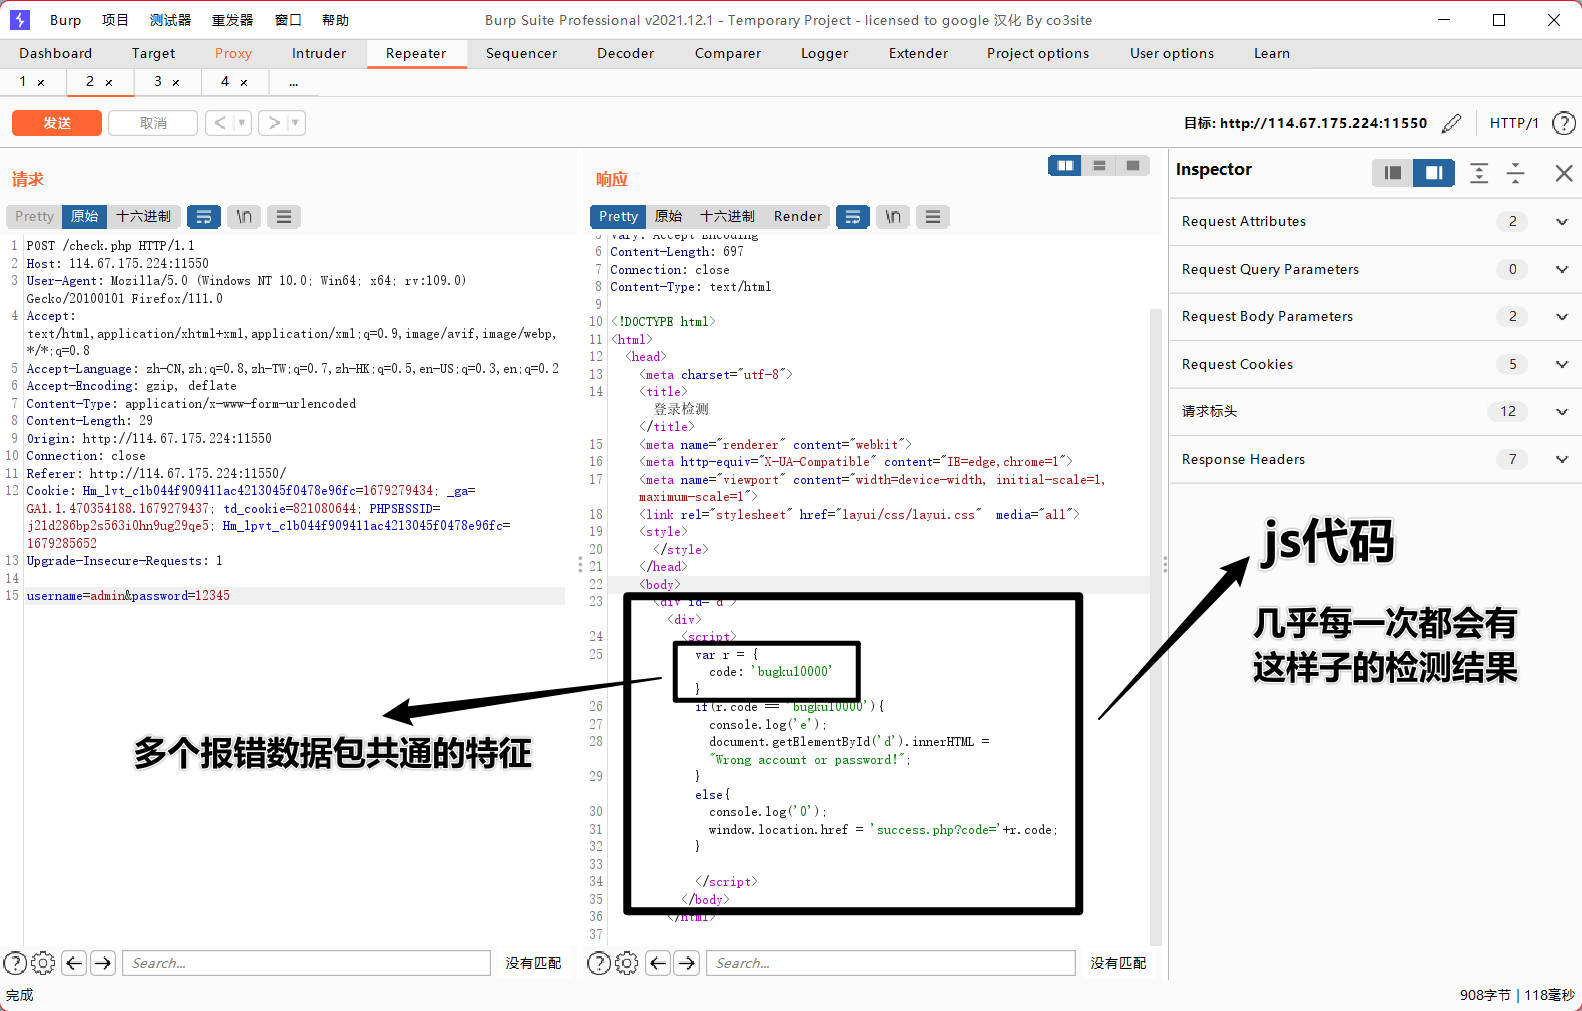 Burp 项目 测试器 重发器 窗口 帮助 Burp Suite Professional v2021.12.1 - Temporary Project - licensed to google 汉化 By co3site
Dashboard Target Proxy Intruder Repeater Sequencer Decoder Comparer Logger Extender Project options User options Learn
1 × 2 × 3 × 4 × ...
发送 取消 < > 目标: http://114.67.175.224:11550 HTTP/1 ?
请求
Pretty 原始 十六进制 \n
1 POST /check.php HTTP/1.1
2 Host: 114.67.175.224:11550
3 User-Agent: Mozilla/5.0 (Windows NT 10.0; Win64; x64; rv:109.0)
Gecko/20100101 Firefox/111.0
4 Accept:
text/html,application/xhtml+xml,application/xml;q=0.9,image/avif,image/webp,
*/*;q=0.8
5 Accept-Language: zh-CN,zh;q=0.8,zh-TW;q=0.7,zh-HK;q=0.5,en-US;q=0.3,en;q=0.2
6 Accept-Encoding: gzip, deflate
7 Content-Type: application/x-www-form-urlencoded
8 Content-Length: 29
9 Origin: http://114.67.175.224:11550
10 Connection: close
11 Referer: http://114.67.175.224:11550/
12 Cookie: Hm_lvt_c1b044f909411ac4213045f0478e96fc=1679279434; _ga=
GA1.1.470354188.1679279437; td_cookie=821080644; PHPSESSID=
j21d286bp2s563i0hn9ug29qe5; Hm_lpvt_c1b044f909411ac4213045f0478e96fc=
1679285652
13 Upgrade-Insecure-Requests: 1
14
15 username=admin&password=12345
多个报错数据包共通的特征
? Search... 没有匹配
响应
Pretty 原始 十六进制 Render \n
5 Vary: Accept-Encoding
6 Content-Length: 697
7 Connection: close
8 Content-Type: text/html
9
10 <!DOCTYPE html>
11 <html>
12 <head>
13 <meta charset="utf-8">
14 <title>
登录检测
</title>
15 <meta name="renderer" content="webkit">
16 <meta http-equiv="X-UA-Compatible" content="IE=edge,chrome=1">
17 <meta name="viewport" content="width=device-width, initial-scale=1,
maximum-scale=1">
18 <link rel="stylesheet" href="layui/css/layui.css" media="all">
19 <style>
20 </style>
21 </head>
22 <body>
23 <div id="d">
<div>
24 <script>
25 var r = {
code: 'bugku10000'
}
26 if(r.code == 'bugku10000'){
27 console.log('e');
28 document.getElementById('d').innerHTML =
"Wrong account or password!";
29 }
else{
30 console.log('0');
31 window.location.href = 'success.php?code='+r.code;
32 }
33
34 </script>
35 </body>
36 </html>
37
? Search... 没有匹配
Inspector
Request Attributes 2
Request Query Parameters 0
Request Body Parameters 2
Request Cookies 5
请求标头 12
Response Headers 7
js代码
几乎每一次都会有
这样子的检测结果
完成 908字节 | 118毫秒